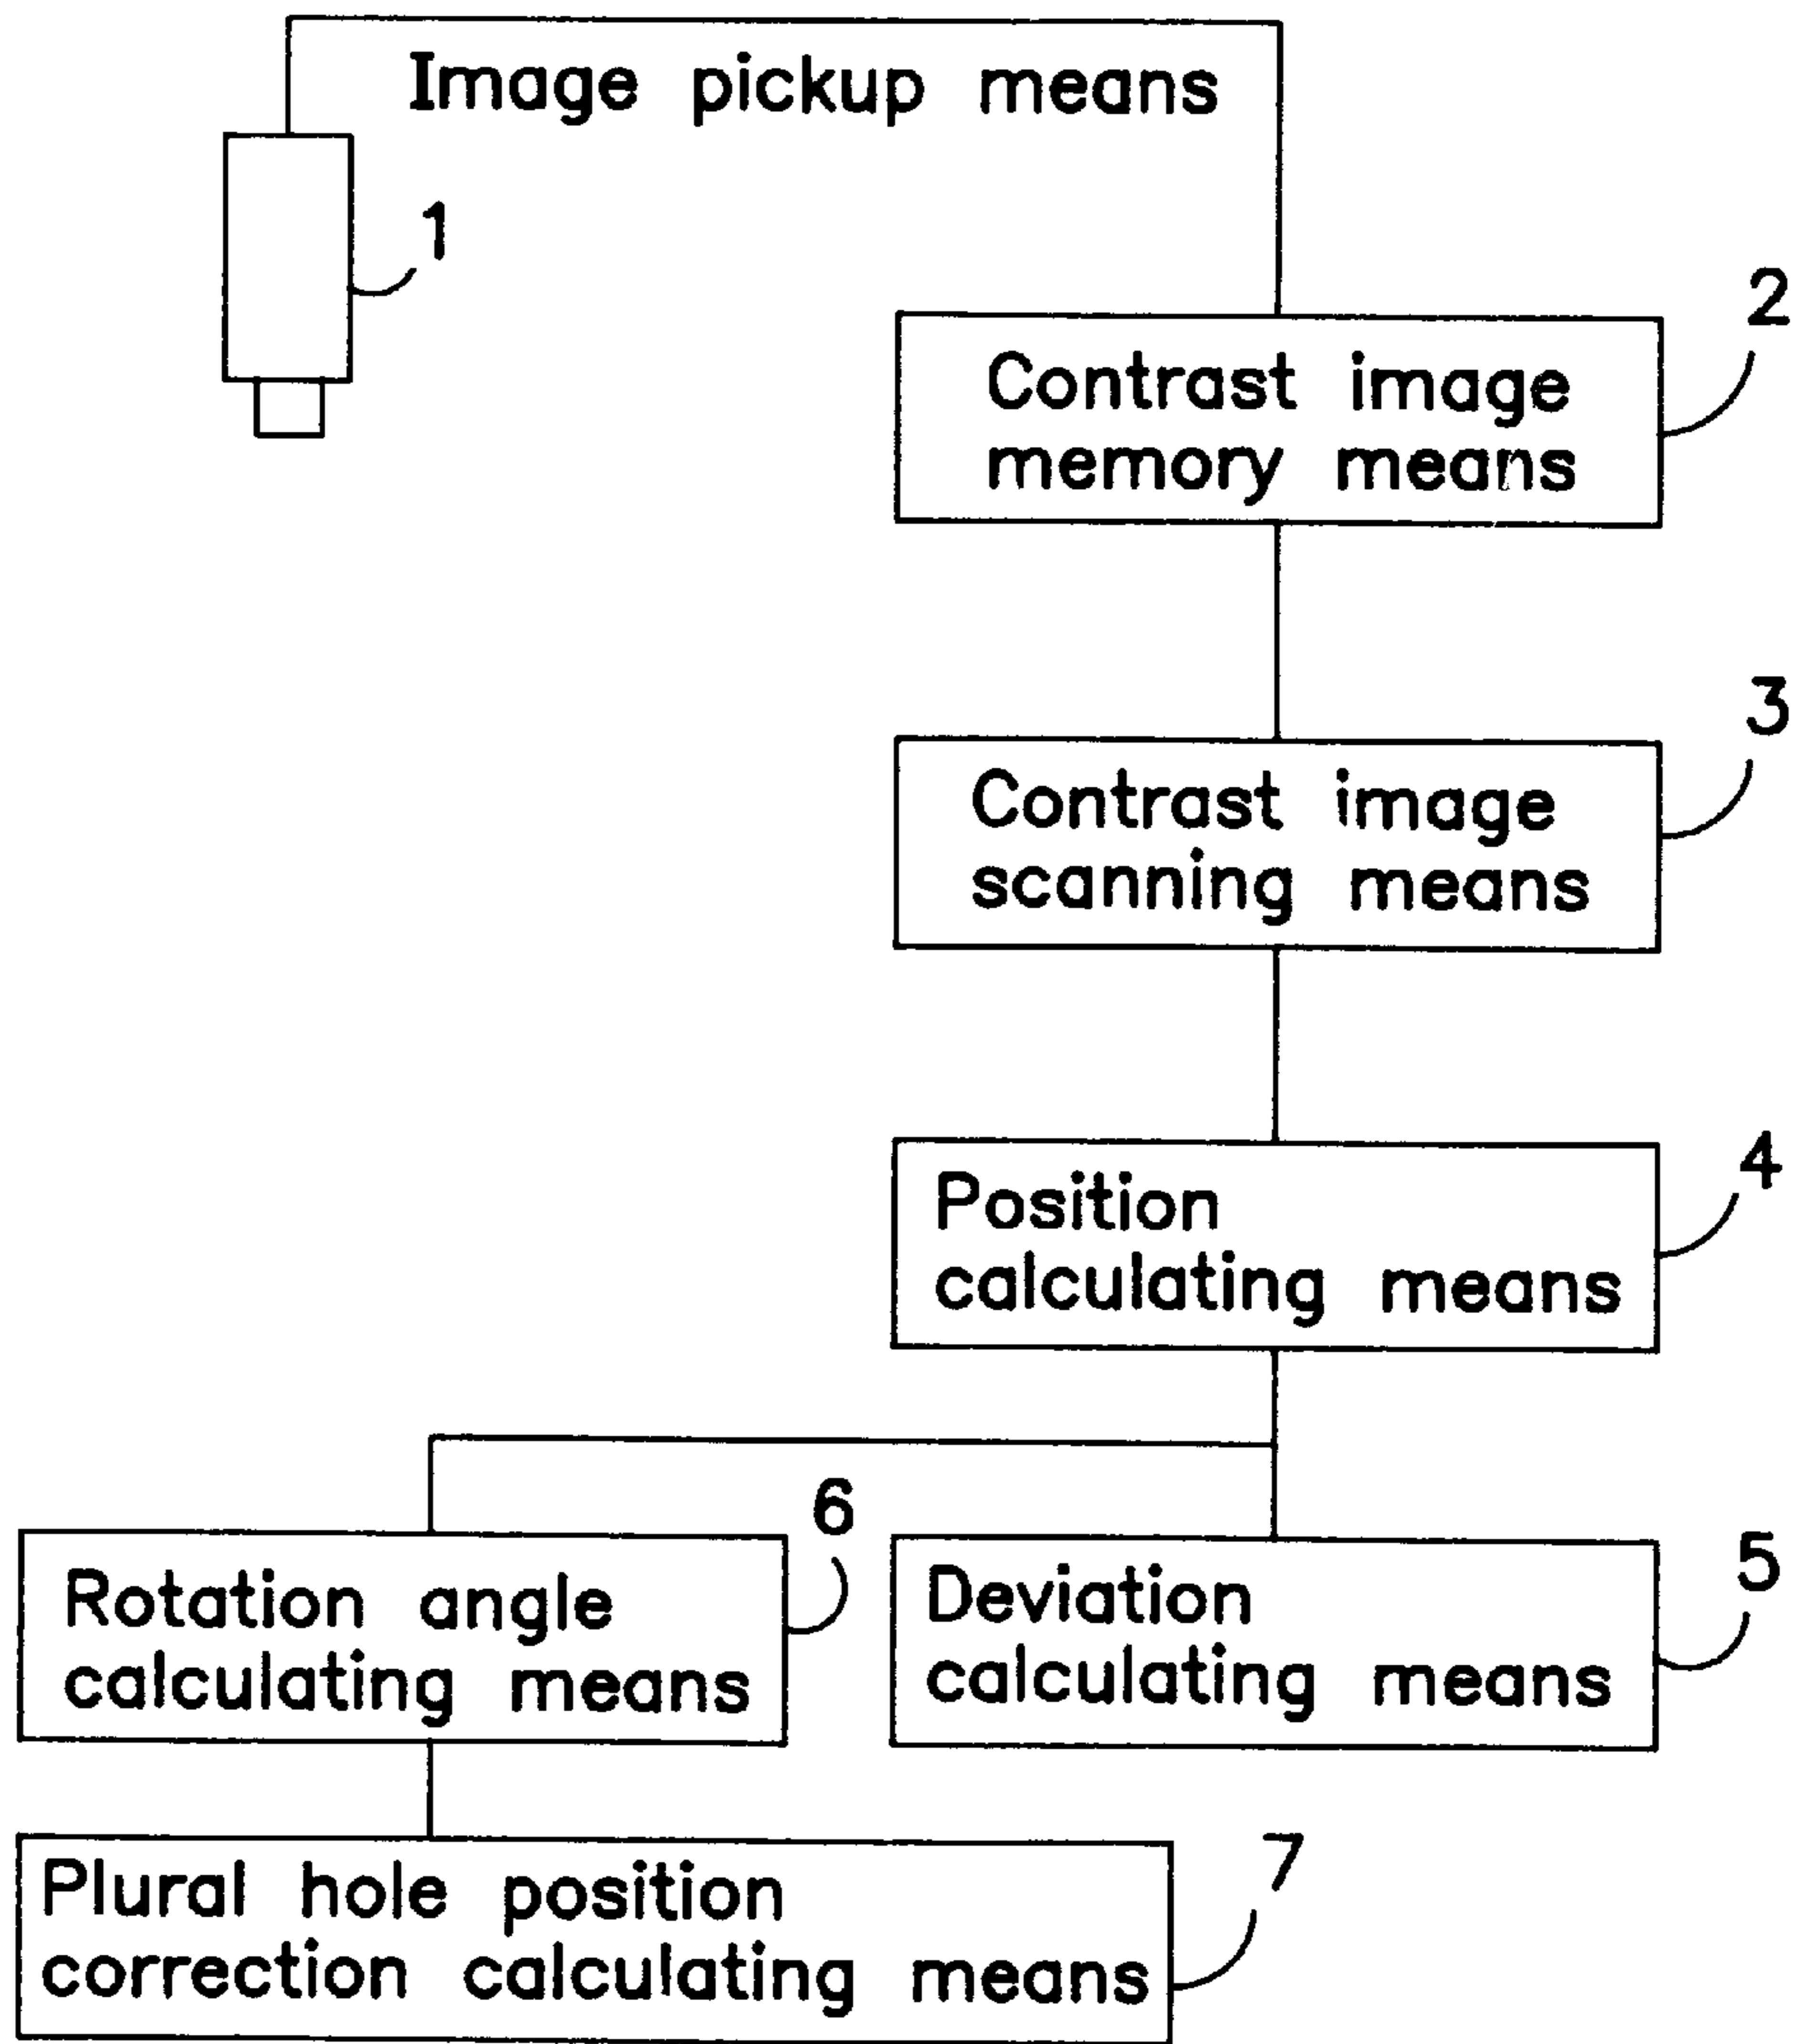 Image pickup means
1
2
Contrast image
memory means
3
Contrast image
scanning means
4
Position
calculating means
6
Rotation angle
calculating means
5
Deviation
calculating means
7
Plural hole position
correction calculating means